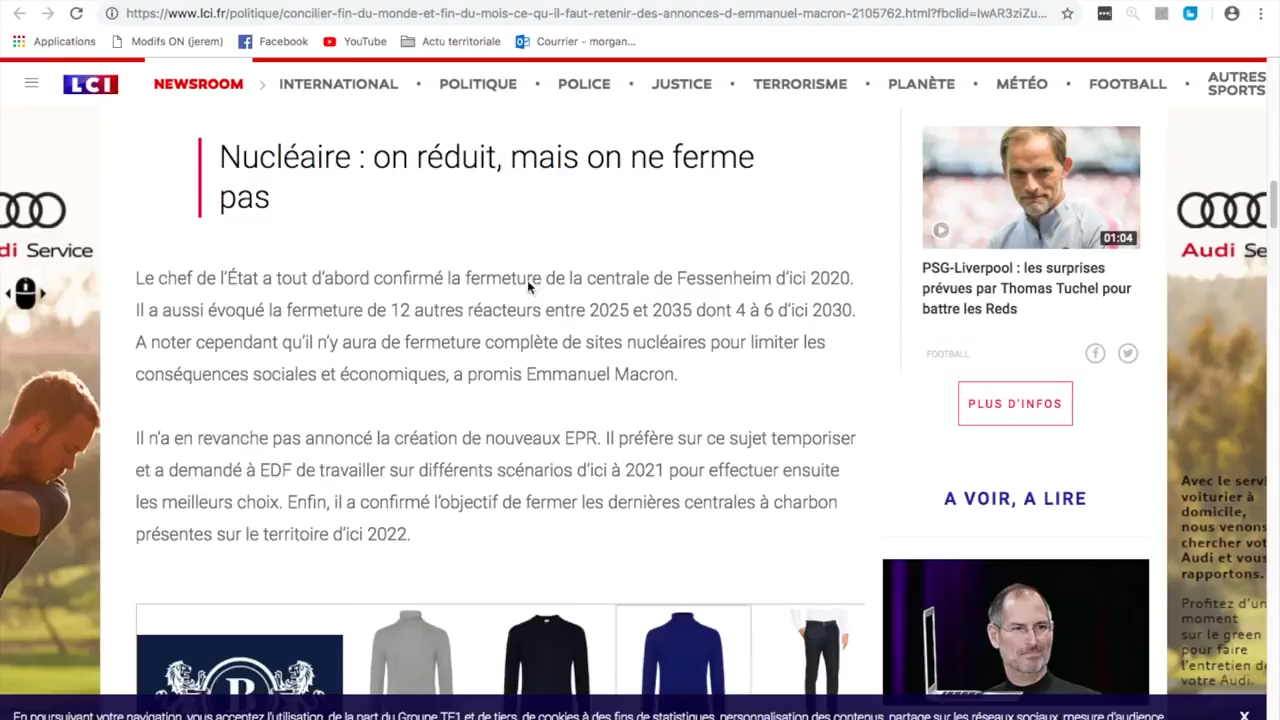 https://www.lci.fr/politique/concilier-fin-du-monde-et-fin-du-mois-ce-qu-il-faut-retenir-des-annonces-d-emmanuel-macron-2105762.html?fbclid=IwAR3ziZu...
Applications
Modifs ON (jerem)
Facebook
YouTube
Actu territoriale
Courrier - morgan...
LCI
NEWSROOM
INTERNATIONAL • POLITIQUE • POLICE • JUSTICE • TERRORISME • PLANÈTE • MÉTÉO • FOOTBALL • AUTRES SPORTS
Nucléaire : on réduit, mais on ne ferme
pas
Le chef de l'État a tout d'abord confirmé la fermeture de la centrale de Fessenheim d'ici 2020.
Il a aussi évoqué la fermeture de 12 autres réacteurs entre 2025 et 2035 dont 4 à 6 d'ici 2030.
A noter cependant qu'il n'y aura de fermeture complète de sites nucléaires pour limiter les
conséquences sociales et économiques, a promis Emmanuel Macron.
Il n'a en revanche pas annoncé la création de nouveaux EPR. Il préfère sur ce sujet temporiser
et a demandé à EDF de travailler sur différents scénarios d'ici à 2021 pour effectuer ensuite
les meilleurs choix. Enfin, il a confirmé l'objectif de fermer les dernières centrales à charbon
présentes sur le territoire d'ici 2022.
01:04
PSG-Liverpool : les surprises
prévues par Thomas Tuchel pour
battre les Reds
FOOTBALL
PLUS D'INFOS
A VOIR, A LIRE
di Service
Audi Se
Avec le servi
voiturier à
domicile,
nous venons
chercher vot
Audi et vous
rapportons.
Profitez d'un
moment
sur le green
pour faire
l'entretien de
votre Audi.
B
En poursuivant votre navigation, vous acceptez l'utilisation, de la part du Groupe TF1 et de tiers, de cookies à des fins de statistiques, personnalisation des contenus, partage sur les réseaux sociaux, mesure d'audience
X